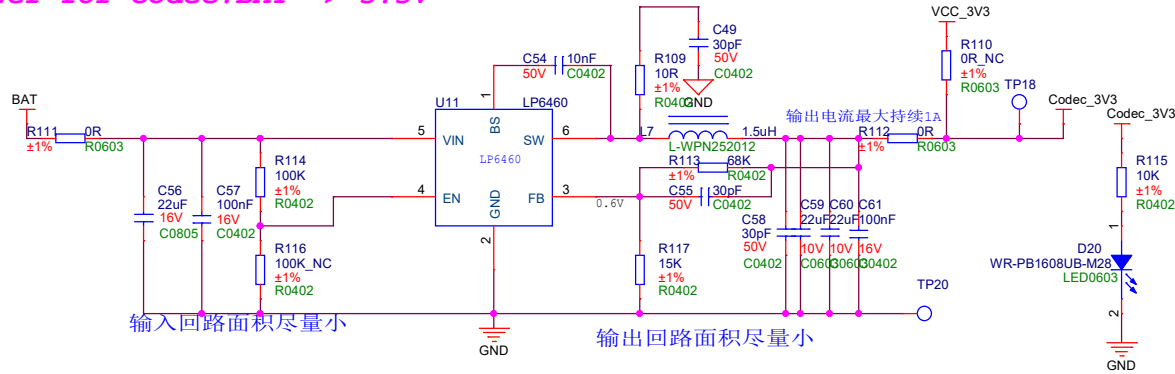 BAT
R111
0R
±1%
R0603
C56
22uF
16V
C0805
C57
100nF
16V
C0402
R114
100K
±1%
R0402
R116
100K_NC
±1%
R0402
输入回路面积尽量小
C54
10nF
50V
C0402
U11
LP6460
1
BS
5
VIN
SW
6
LP6460
4
EN
GND
FB
3
2
0.6V
GND
R109
10R
±1%
R0402
C49
30pF
50V
C0402
GND
L7
1.5uH
L-WPN252012
R113
68K
±1%
R0402
C55
30pF
50V
C0402
R117
15K
±1%
R0402
C58
30pF
50V
C0402
C59
22uF
10V
C0603
C60
22uF
10V
C0603
C61
100nF
16V
C0402
输出电流最大持续1A
R112
0R
±1%
R0603
VCC_3V3
R110
0R_NC
±1%
R0603
TP18
Codec_3V3
TP20
输出回路面积尽量小
Codec_3V3
R115
10K
±1%
R0402
1
D20
WR-PB1608UB-M28
LED0603
2
GND